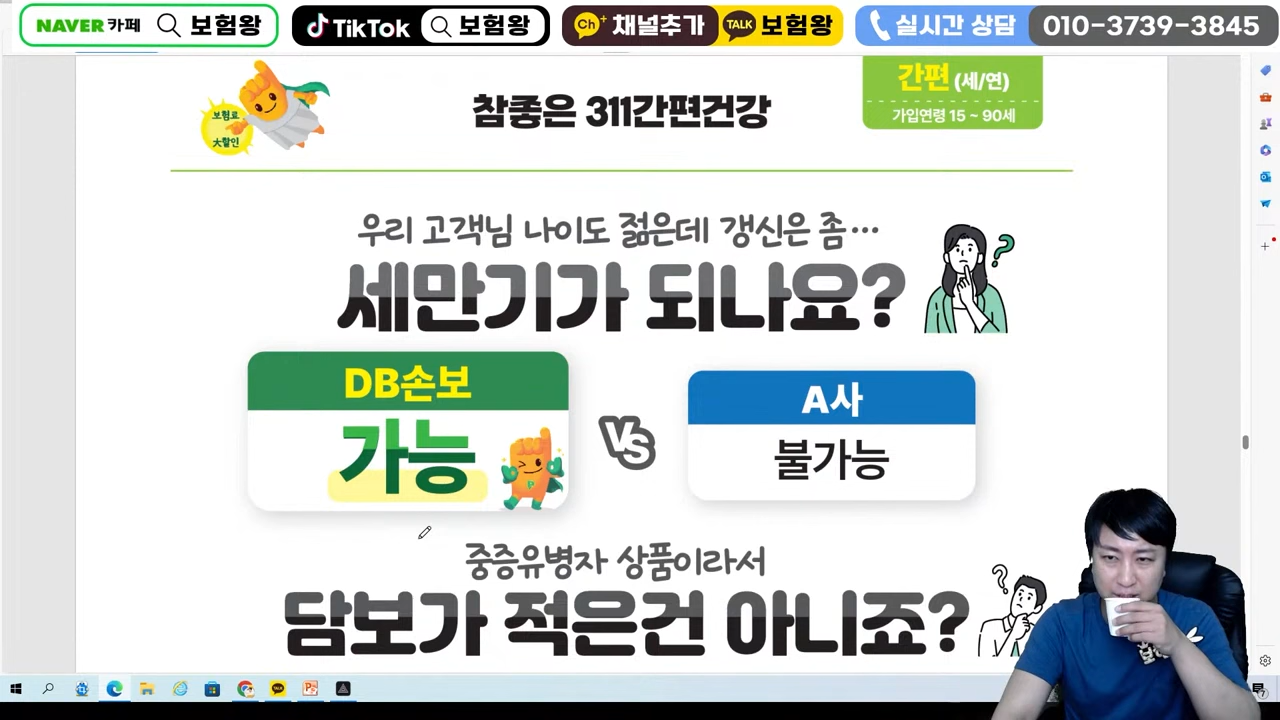 NAVER 카페 보험왕
TikTok 보험왕
Ch+ 채널추가 TALK 보험왕
실시간 상담 010-3739-3845
보험료
大할인
참좋은 311간편건강
간편 (세/연)
가입연령 15 ~ 90세
우리 고객님 나이도 젊은데 갱신은 좀…
세만기가 되나요?
DB손보
가능
P
VS
A사
불가능
중증유병자 상품이라서
담보가 적은건 아니죠?
TALK